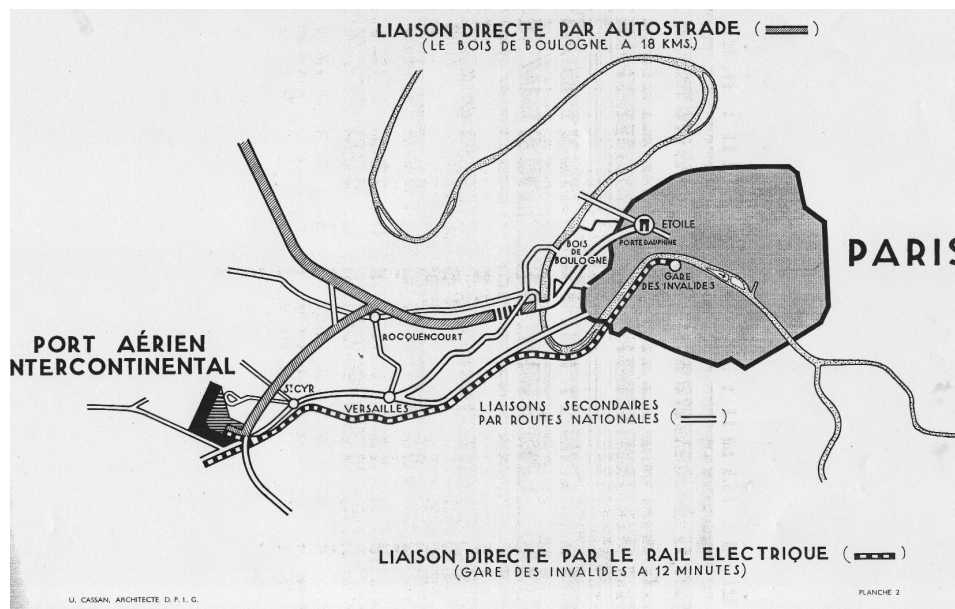 LIAISON DIRECTE PAR AUTOSTRADE ( )
(LE BOIS DE BOULOGNE A 18 KMS.)
ETOILE
PORTE DAUPHINE
BOIS
DE
BOULOGNE
PARIS
GARE
DES INVALIDES
ROCQUENCOURT
PORT AÉRIEN
INTERCONTINENTAL
ST CYR
VERSAILLES
LIAISONS SECONDAIRES
PAR ROUTES NATIONALES ( )
LIAISON DIRECTE PAR LE RAIL ELECTRIQUE ( )
(GARE DES INVALIDES A 12 MINUTES)
U. CASSAN, ARCHITECTE D. P. L. G.
PLANCHE 2